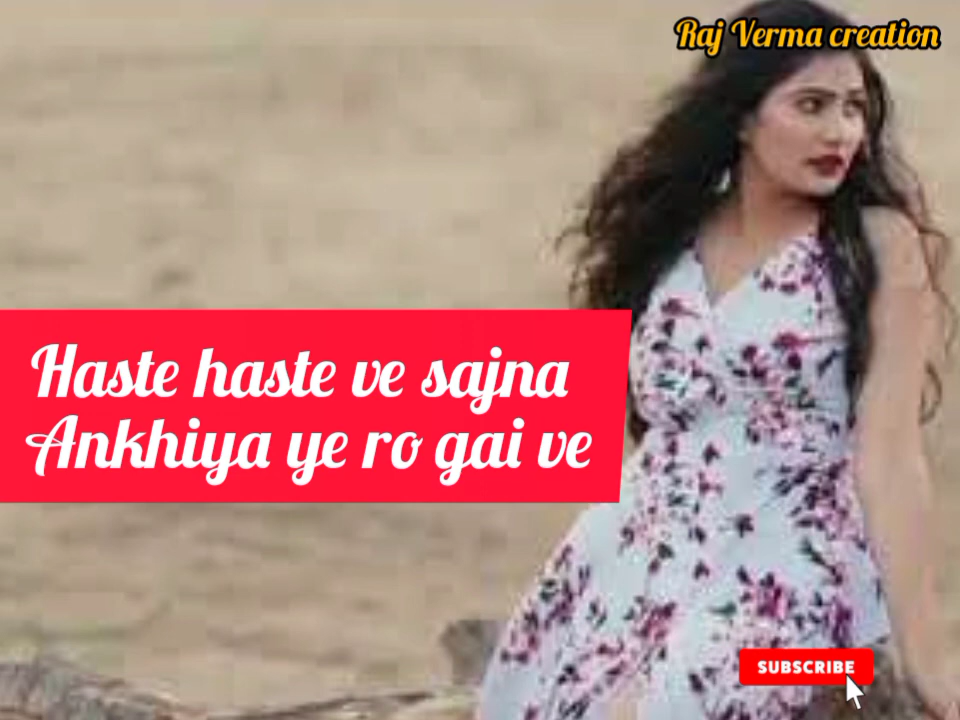 Raj Verma creation
Haste haste ve sajna
Ankhiya ye ro gai ve
SUBSCRIBE